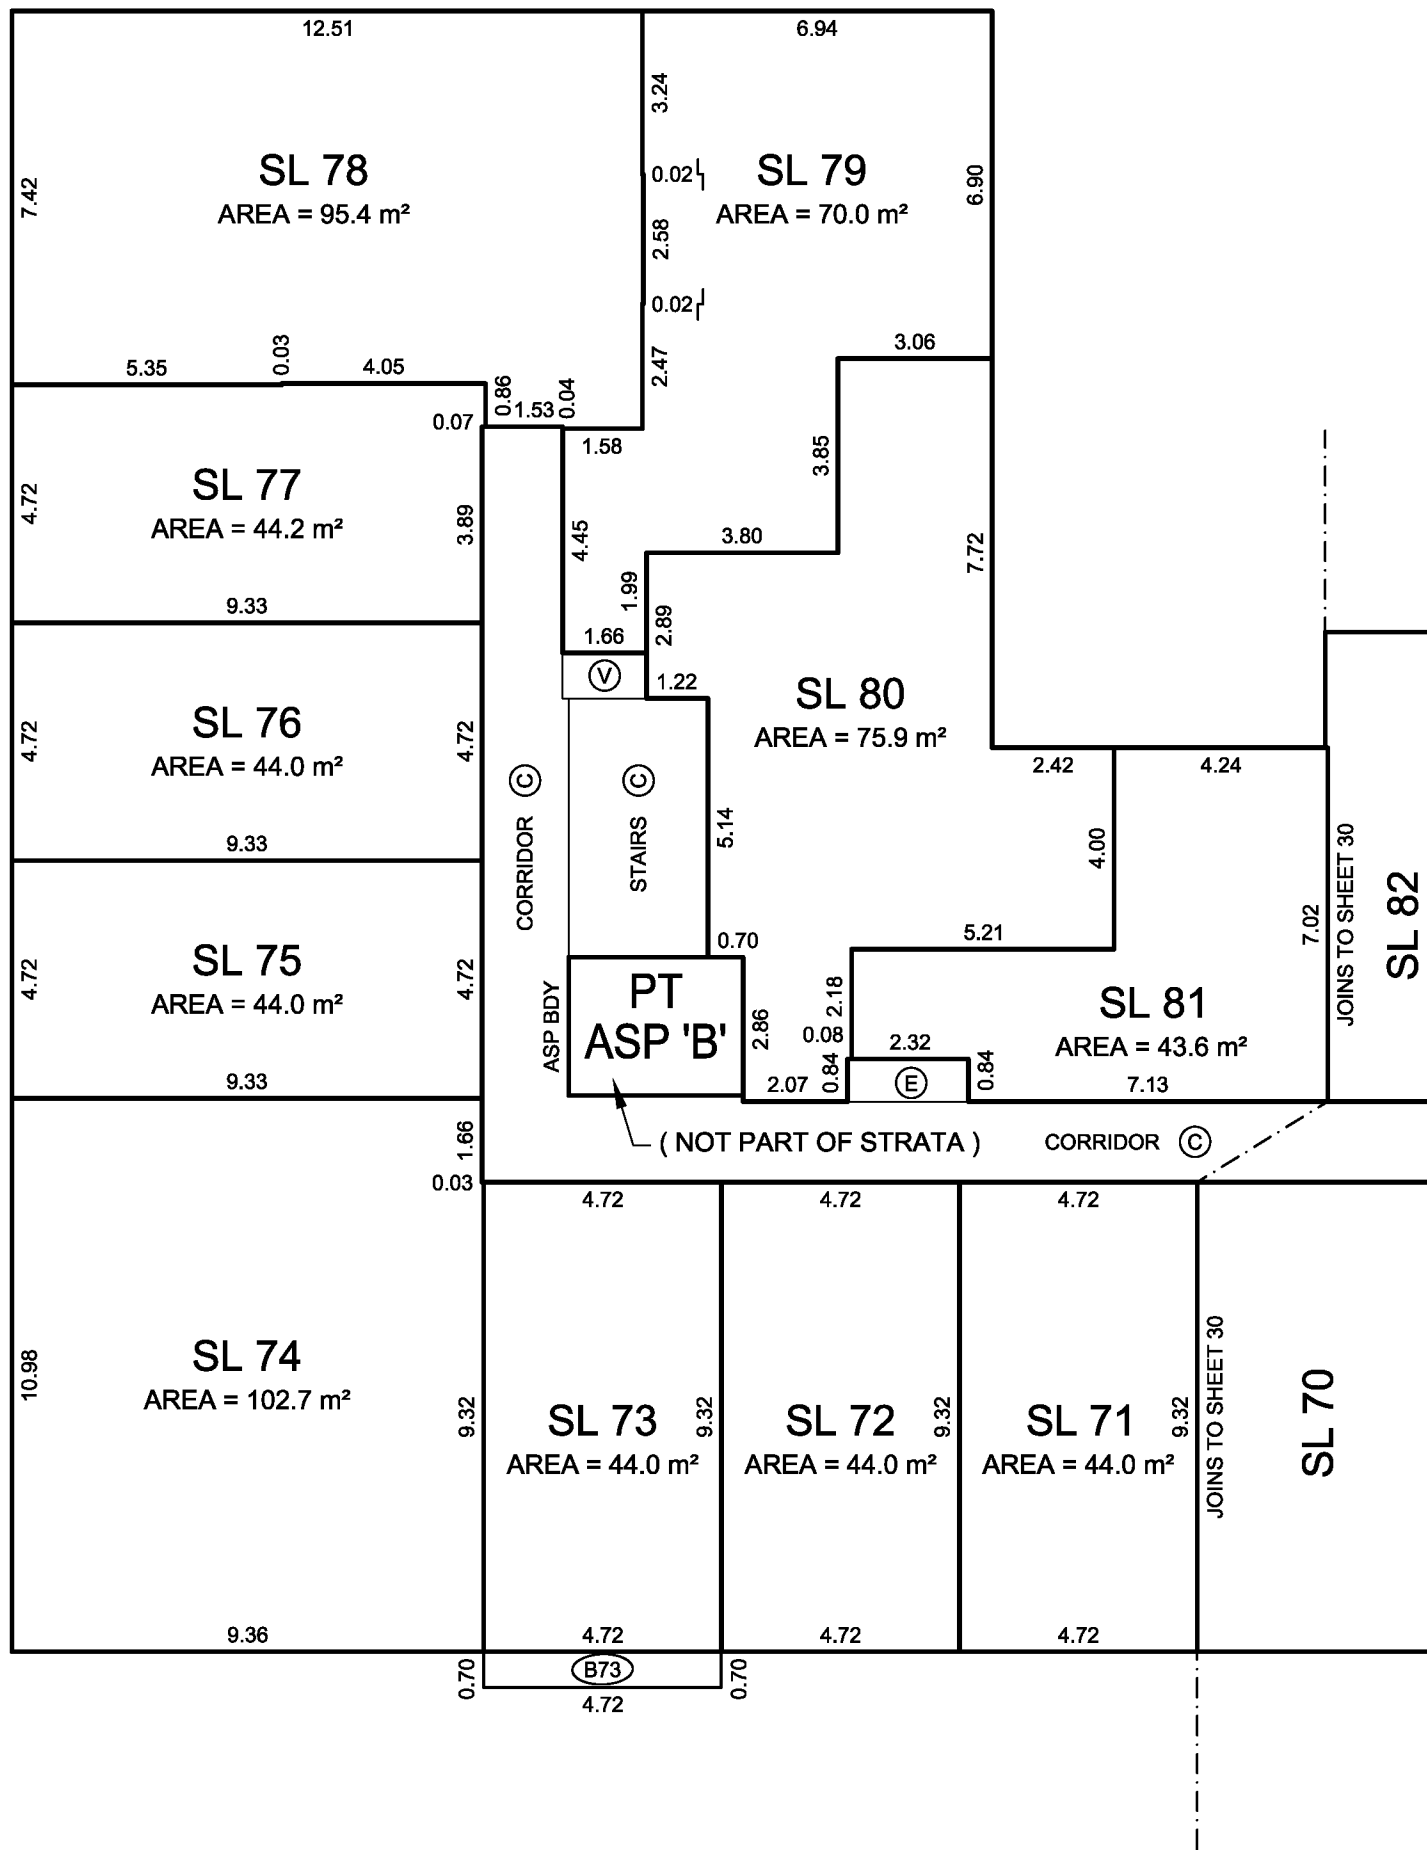 12.51
6.94
3.24
SL 78
AREA = 95.4 m²
7.42
0.02
SL 79
AREA = 70.0 m²
6.90
2.58
0.02
2.47
5.35
0.03
4.05
0.86
1.53
0.04
0.07
1.58
3.06
3.85
SL 77
AREA = 44.2 m²
4.72
3.89
9.33
4.45
3.80
1.99
2.89
7.72
1.66
V
1.22
SL 80
AREA = 75.9 m²
SL 76
AREA = 44.0 m²
4.72
4.72
9.33
CORRIDOR C
STAIRS C
5.14
2.42
4.24
4.00
7.02
JOINS TO SHEET 30
SL 82
SL 75
AREA = 44.0 m²
4.72
4.72
9.33
0.70
5.21
ASP BDY
PT
ASP 'B'
2.86
2.18
0.08
0.84
2.32
0.84
E
2.07
SL 81
AREA = 43.6 m²
7.13
( NOT PART OF STRATA )
CORRIDOR C
1.66
0.03
4.72
4.72
4.72
SL 74
AREA = 102.7 m²
10.98
9.32
9.36
SL 73
AREA = 44.0 m²
9.32
4.72
SL 72
AREA = 44.0 m²
9.32
4.72
SL 71
AREA = 44.0 m²
9.32
4.72
JOINS TO SHEET 30
SL 70
0.70
B73
0.70
4.72